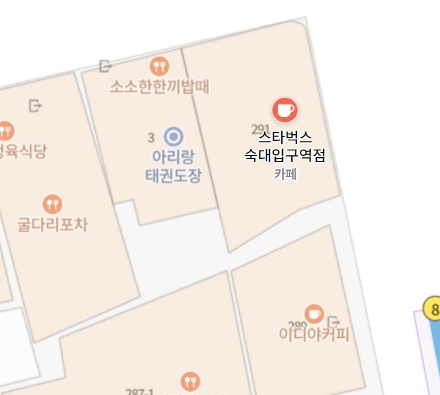 소소한한끼밥때
291
스타벅스
숙대입구역점
카페
3
아리랑
태권도장
정육식당
굴다리포차
289
이디야커피
8
287-1